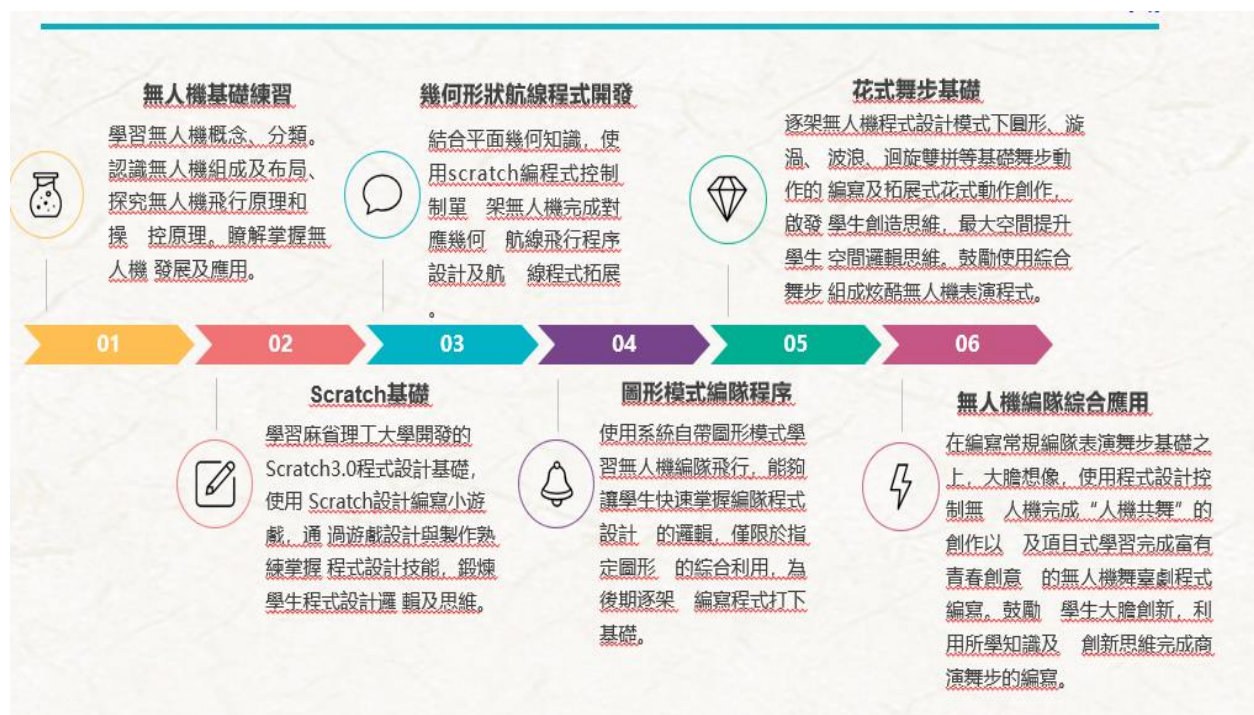 無人機基礎練習
學習無人機概念、分類。
認識無人機組成及布局、
探究無人機飛行原理和
操 控原理。瞭解掌握無
人機 發展及應用。
幾何形狀航線程式開發
結合平面幾何知識，使
用scratch編程式控制
制單 架無人機完成對
應幾何 航線飛行程序
設計及航 線程式拓展
。
花式舞步基礎
逐架無人機程式設計模式下圓形、漩
渦、 波浪、迴旋雙拼等基礎舞步動
作的 編寫及拓展式花式動作創作，
啟發 學生創造思維，最大空間提升
學生 空間邏輯思維。鼓勵使用綜合
舞步 組成炫酷無人機表演程式。
01
02
03
04
05
06
Scratch基礎
學習麻省理工大學開發的
Scratch3.0程式設計基礎，
使用 Scratch設計編寫小遊
戲，通 過遊戲設計與製作熟
練掌握 程式設計技能，鍛煉
學生程式設計邏 輯及思維。
圖形模式編隊程序
使用系統自帶圖形模式學
習無人機編隊飛行，能夠
讓學生快速掌握編隊程式
設計 的邏輯，僅限於指
定圖形 的綜合利用，為
後期逐架 編寫程式打下
基礎。
無人機編隊綜合應用
在編寫常規編隊表演舞步基礎之
上，大膽想像，使用程式設計控
制無 人機完成“人機共舞”的
創作以 及項目式學習完成富有
青春創意 的無人機舞臺劇程式
編寫。鼓勵 學生大膽創新，利
用所學知識及 創新思維完成商
演舞步的編寫。